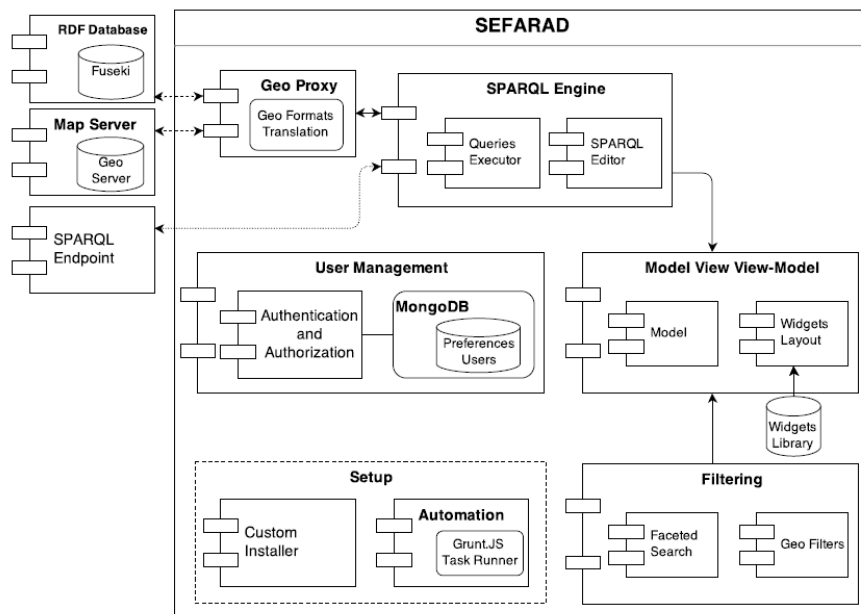 SEFARAD
RDF Database
Fuseki
Map Server
Geo
Server
SPARQL
Endpoint
Geo Proxy
Geo Formats
Translation
SPARQL Engine
Queries
Executor
SPARQL
Editor
User Management
Authentication
and
Authorization
MongoDB
Preferences
Users
Model View View-Model
Model
Widgets
Layout
Widgets
Library
Setup
Custom
Installer
Automation
Grunt.JS
Task Runner
Filtering
Faceted
Search
Geo Filters